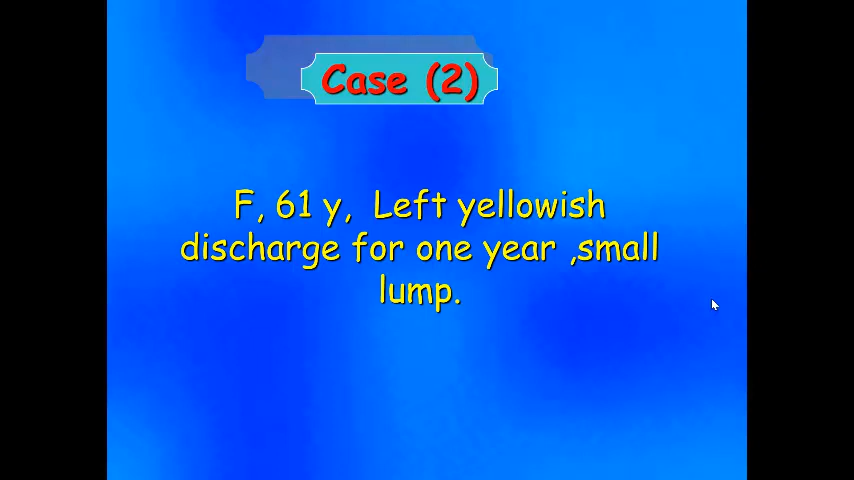 Case (2)
F, 61 y, Left yellowish
discharge for one year ,small
lump.